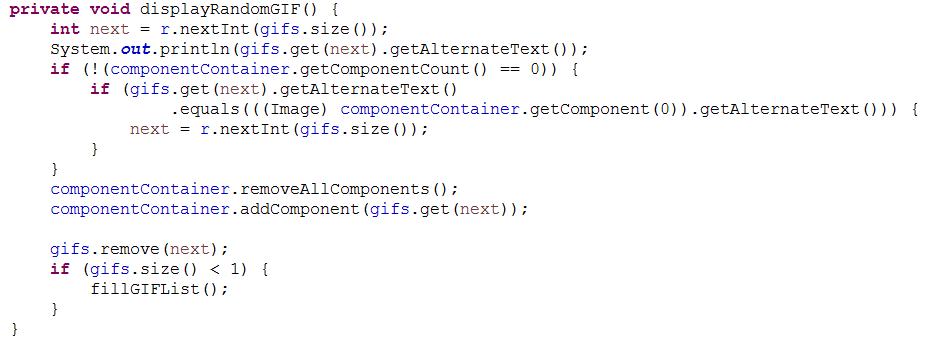 private void displayRandomGIF() {
    int next = r.nextInt(gifs.size());
    System.out.println(gifs.get(next).getAlternateText());
    if (!(componentContainer.getComponentCount() == 0)) {
        if (gifs.get(next).getAlternateText()
                .equals(((Image) componentContainer.getComponent(0)).getAlternateText())) {
            next = r.nextInt(gifs.size());
        }
    }
    componentContainer.removeAllComponents();
    componentContainer.addComponent(gifs.get(next));

    gifs.remove(next);
    if (gifs.size() < 1) {
        fillGIFList();
    }
}